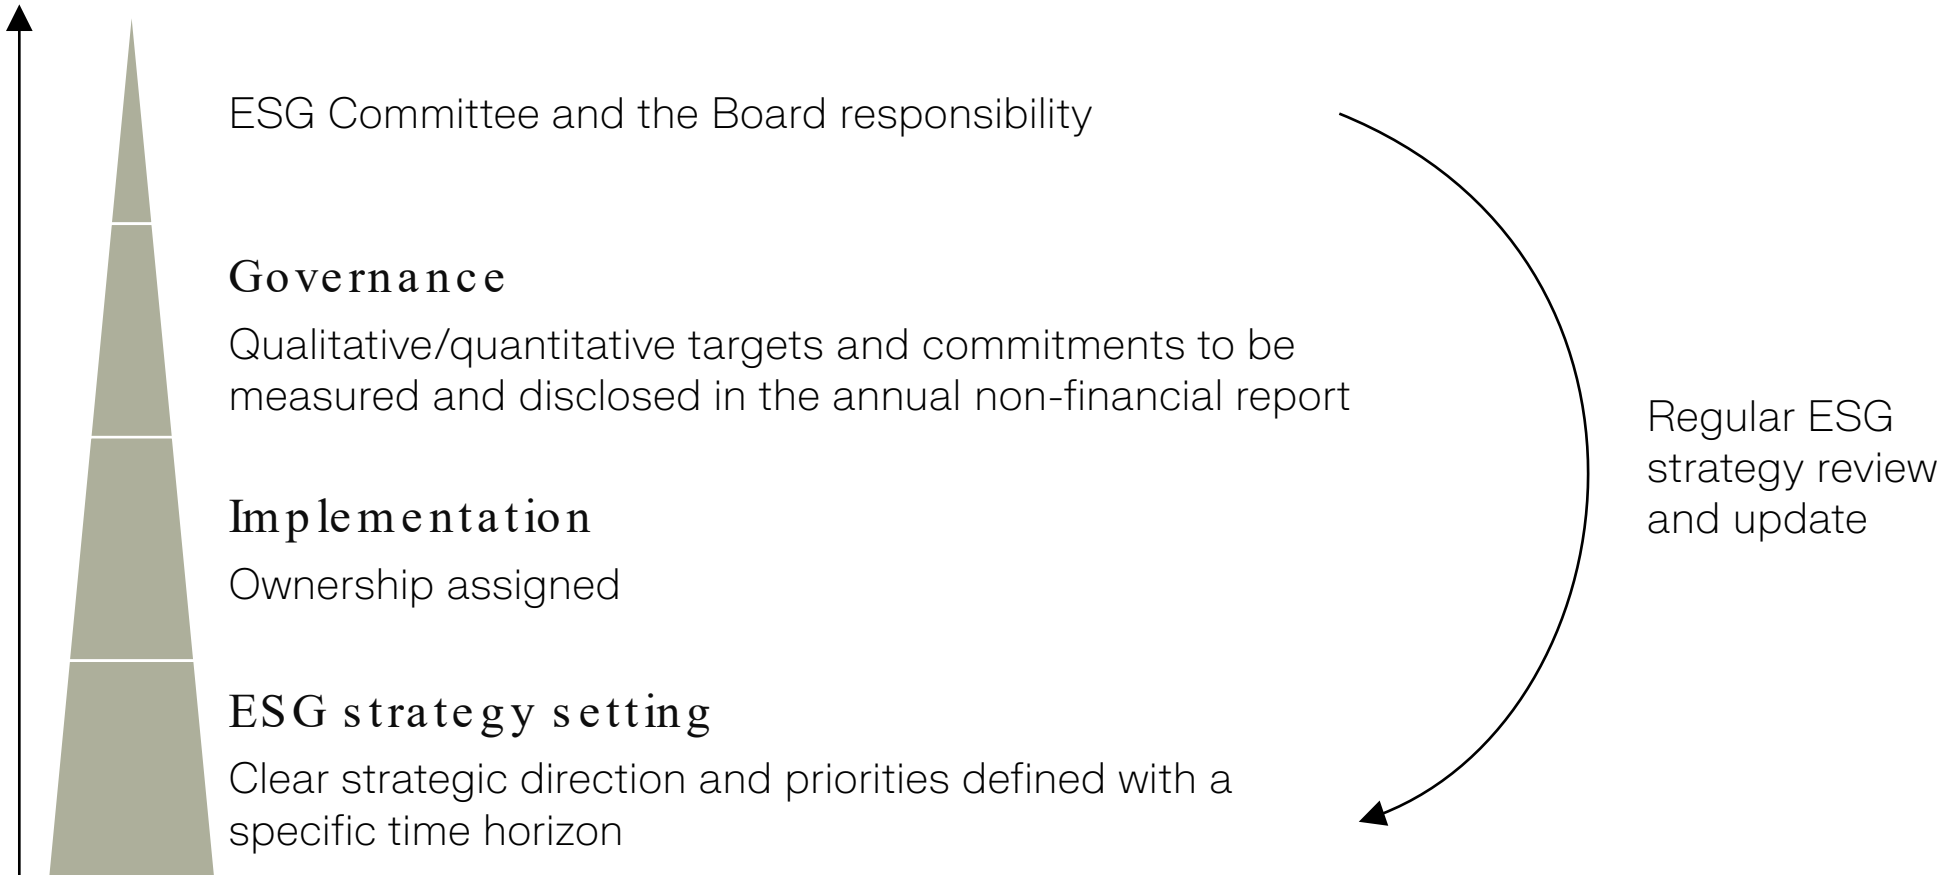 ESG Committee and the Board responsibility
Governance
Qualitative/quantitative targets and commitments to be
measured and disclosed in the annual non-financial report
Implementation
Ownership assigned
ESG strategy setting
Clear strategic direction and priorities defined with a
specific time horizon
Regular ESG
strategy review
and update